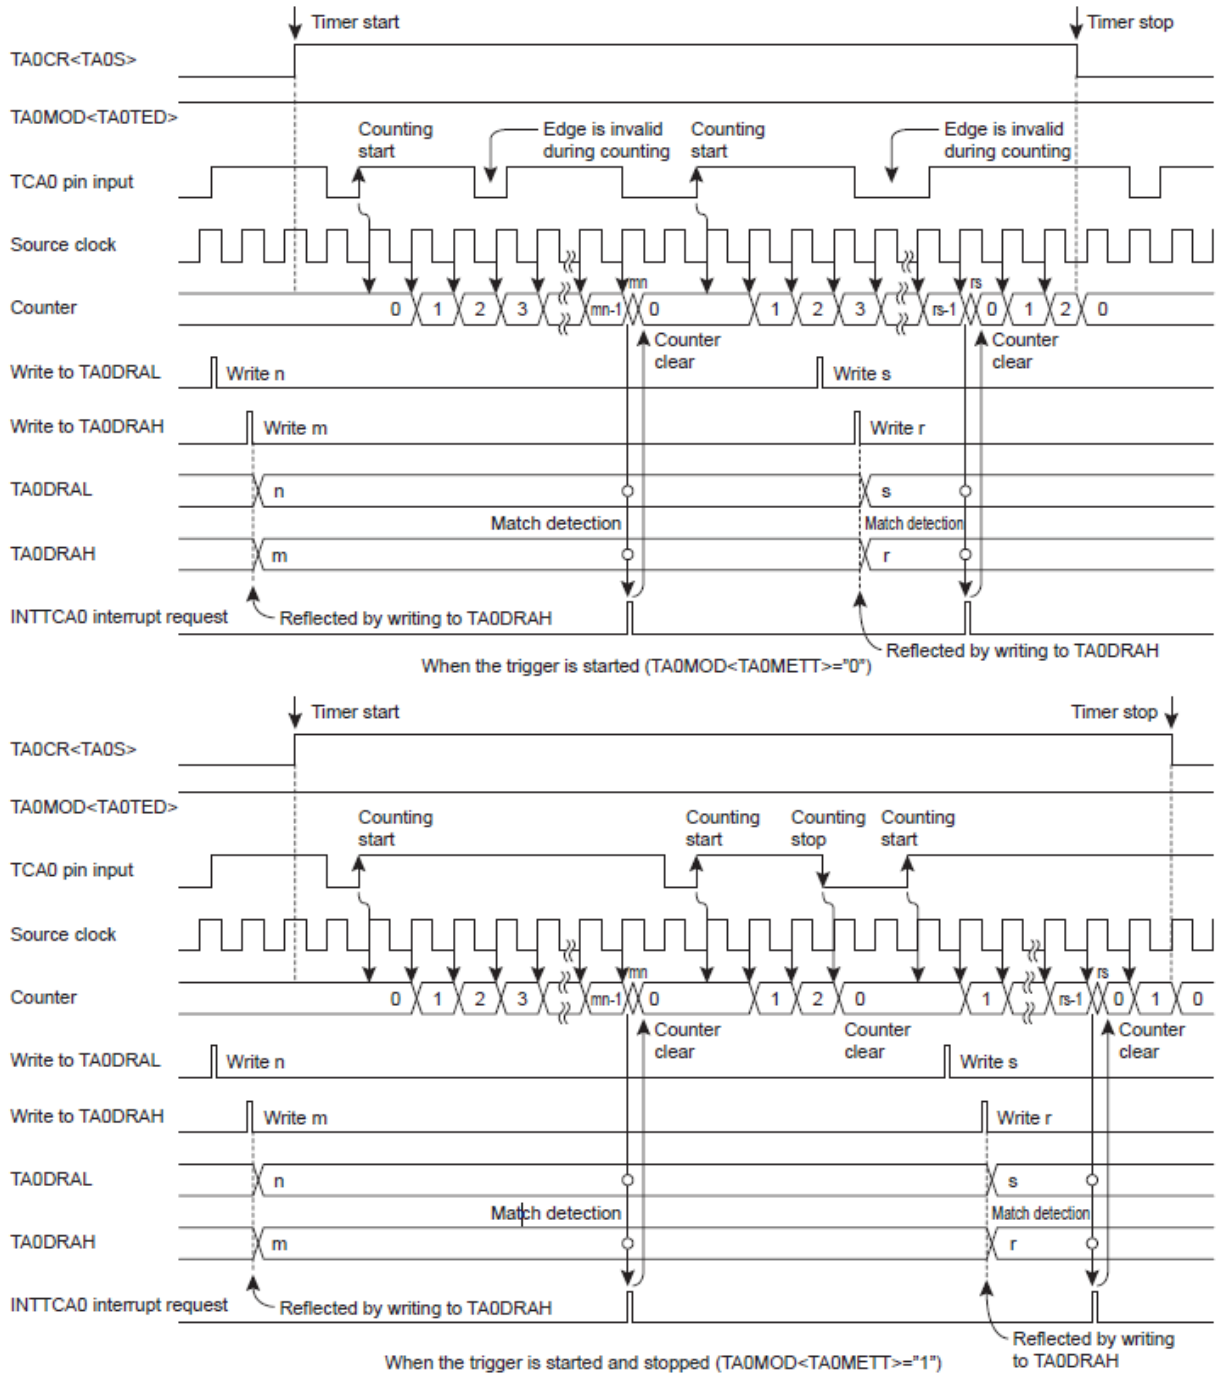 Timer start
Timer stop
TA0CR<TA0S>
TA0MOD<TA0TED>
Counting start
Edge is invalid during counting
Counting start
Edge is invalid during counting
TCA0 pin input
Source clock
mn
rs
Counter
0 1 2 3 mn-1 0 1 2 3 rs-1 0 1 2 0
Counter clear
Counter clear
Write to TA0DRAL
Write n
Write s
Write to TA0DRAH
Write m
Write r
TA0DRAL
n
s
Match detection
Match detection
TA0DRAH
m
r
INTTCA0 interrupt request
Reflected by writing to TA0DRAH
Reflected by writing to TA0DRAH
When the trigger is started (TA0MOD<TA0METT>="0")
Timer start
Timer stop
TA0CR<TA0S>
TA0MOD<TA0TED>
Counting start
Counting start
Counting stop
Counting start
TCA0 pin input
Source clock
mn
rs
Counter
0 1 2 3 mn-1 0 1 2 0 1 rs-1 0 1 0
Counter clear
Counter clear
Counter clear
Write to TA0DRAL
Write n
Write s
Write to TA0DRAH
Write m
Write r
TA0DRAL
n
s
Match detection
Match detection
TA0DRAH
m
r
INTTCA0 interrupt request
Reflected by writing to TA0DRAH
Reflected by writing to TA0DRAH
When the trigger is started and stopped (TA0MOD<TA0METT>="1")